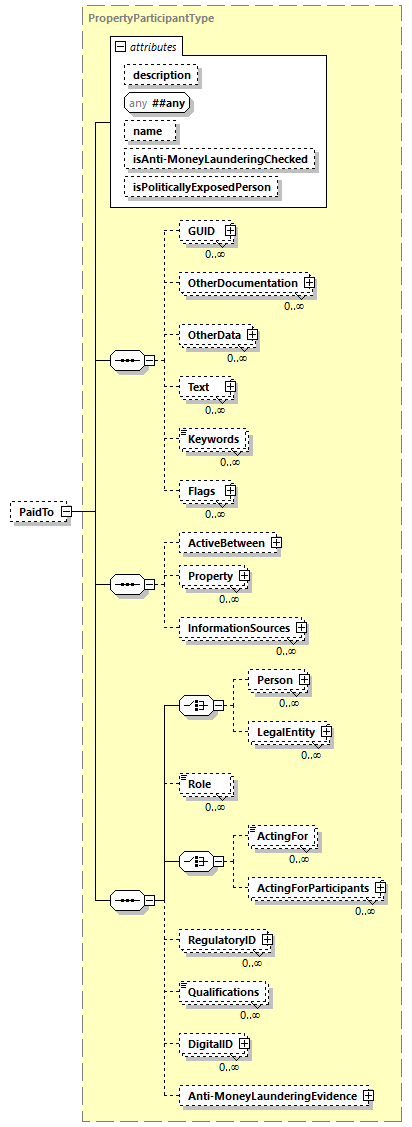 PropertyParticipantType
attributes
description
any ##any
name
isAnti-MoneyLaunderingChecked
isPoliticallyExposedPerson
GUID
0..∞
OtherDocumentation
0..∞
OtherData
0..∞
Text
0..∞
Keywords
0..∞
Flags
0..∞
PaidTo
ActiveBetween
Property
0..∞
InformationSources
0..∞
Person
0..∞
LegalEntity
0..∞
Role
0..∞
ActingFor
0..∞
ActingForParticipants
0..∞
RegulatoryID
0..∞
Qualifications
0..∞
DigitalID
0..∞
Anti-MoneyLaunderingEvidence